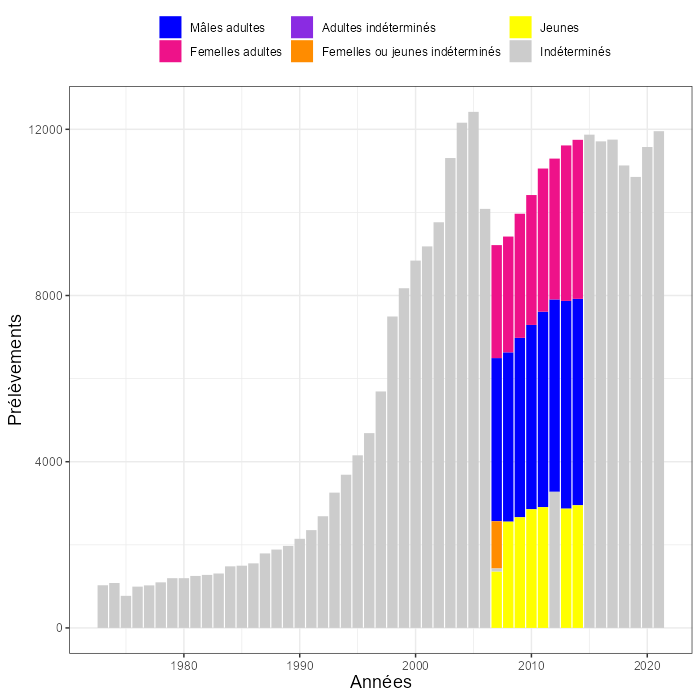 Mâles adultes
Adultes indéterminés
Jeunes
Femelles adultes
Femelles ou jeunes indéterminés
Indéterminés
12000
8000
4000
0
Prélèvements
1980
1990
2000
2010
2020
Années